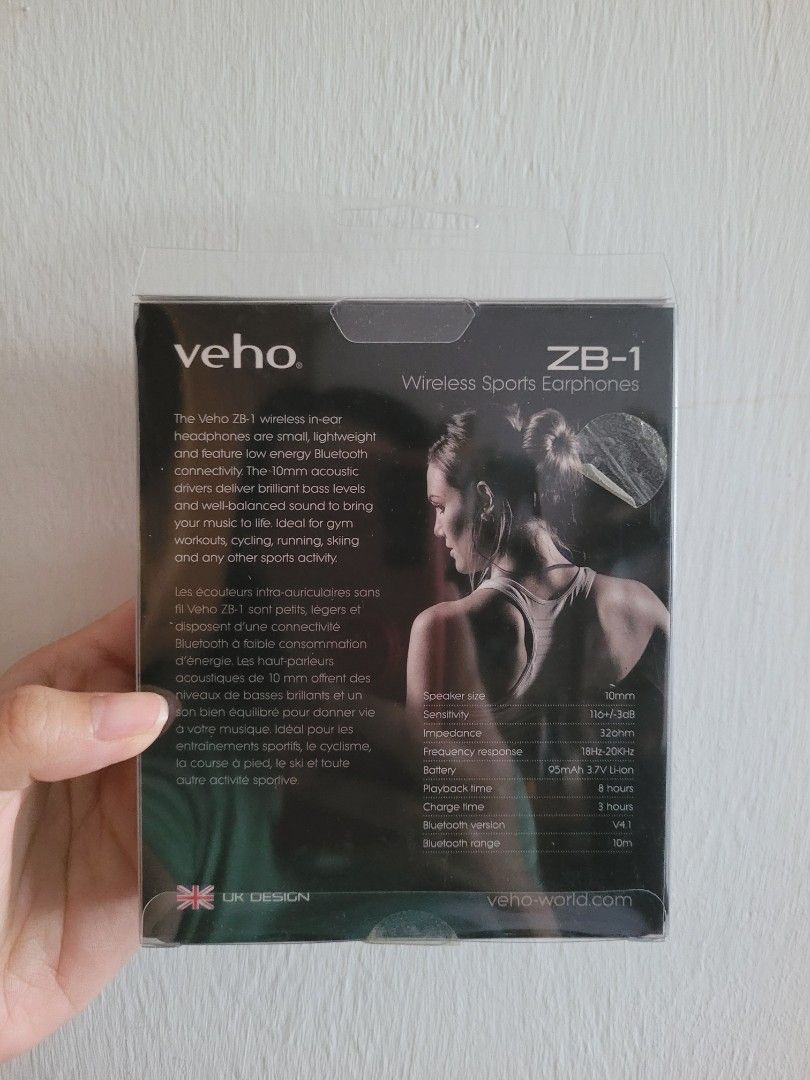 veho®
ZB-1
Wireless Sports Earphones
The Veho ZB-1 wireless in-ear
headphones are small, lightweight
and feature low energy Bluetooth
connectivity. The 10mm acoustic
drivers deliver brilliant bass levels
and well-balanced sound to bring
your music to life. Ideal for gym
workouts, cycling, running, skiing
and any other sports activity.
Les écouteurs intra-auriculaires sans
fil Veho ZB-1 sont petits, légers et
disposent d'une connectivité
Bluetooth à faible consommation
d'énergie. Les haut-parleurs
acoustiques de 10 mm offrent des
niveaux de basses brillants et un
son bien équilibré pour donner vie
à votre musique. Idéal pour les
entraînements sportifs, le cyclisme,
la course à pied, le ski et toute
autre activité sportive.
Speaker size 10mm
Sensitivity 116+/-3dB
Impedance 32ohm
Frequency response 18Hz-20KHz
Battery 95mAh 3.7V Li-ion
Playback time 8 hours
Charge time 3 hours
Bluetooth version V4.1
Bluetooth range 10m
UK DESIGN
veho-world.com